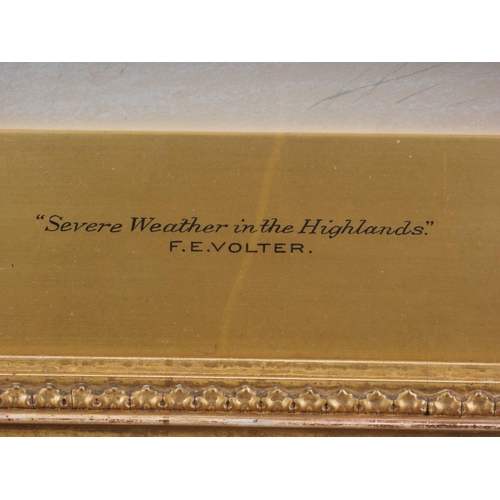 "Severe Weather in the Highlands."
F.E.VOLTER.